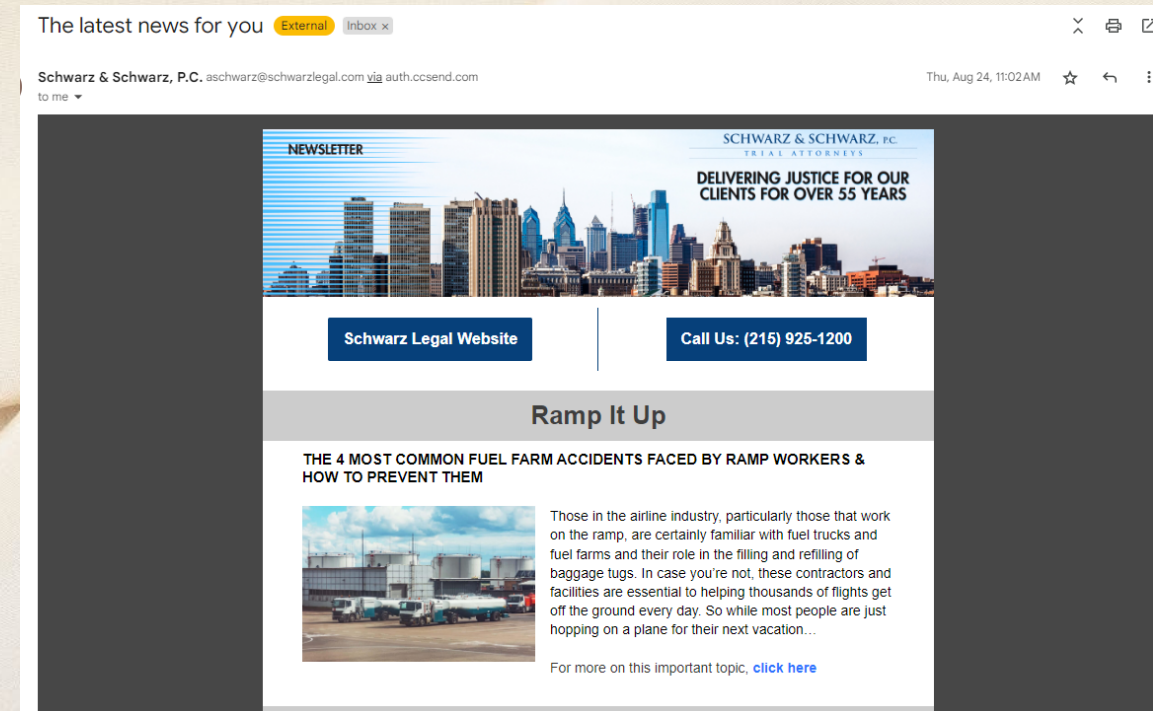 The latest news for you External Inbox x
Schwarz & Schwarz, P.C. aschwarz@schwarzlegal.com via auth.ccsend.com
Thu, Aug 24, 11:02 AM
to me
NEWSLETTER
SCHWARZ & SCHWARZ, P.C.
TRIAL ATTORNEYS
DELIVERING JUSTICE FOR OUR
CLIENTS FOR OVER 55 YEARS
Schwarz Legal Website
Call Us: (215) 925-1200
Ramp It Up
THE 4 MOST COMMON FUEL FARM ACCIDENTS FACED BY RAMP WORKERS &
HOW TO PREVENT THEM
Those in the airline industry, particularly those that work
on the ramp, are certainly familiar with fuel trucks and
fuel farms and their role in the filling and refilling of
baggage tugs. In case you're not, these contractors and
facilities are essential to helping thousands of flights get
off the ground every day. So while most people are just
hopping on a plane for their next vacation…
For more on this important topic, click here